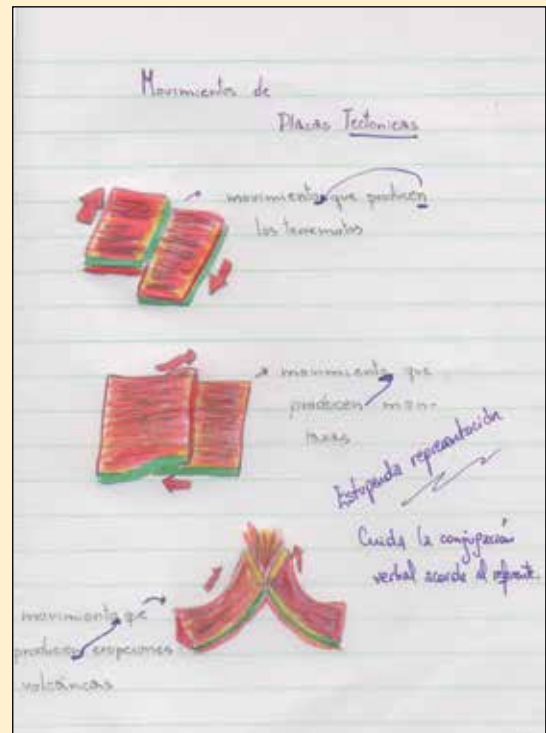 Movimientos de
Placas Tectonicas
movimiento que producen
los terremotos
movimiento que
producen mon-
tañas
Estupenda representación
Cuida la conjugación
verbal acorde al referente.
movimiento que
producen erupciones
volcánicas